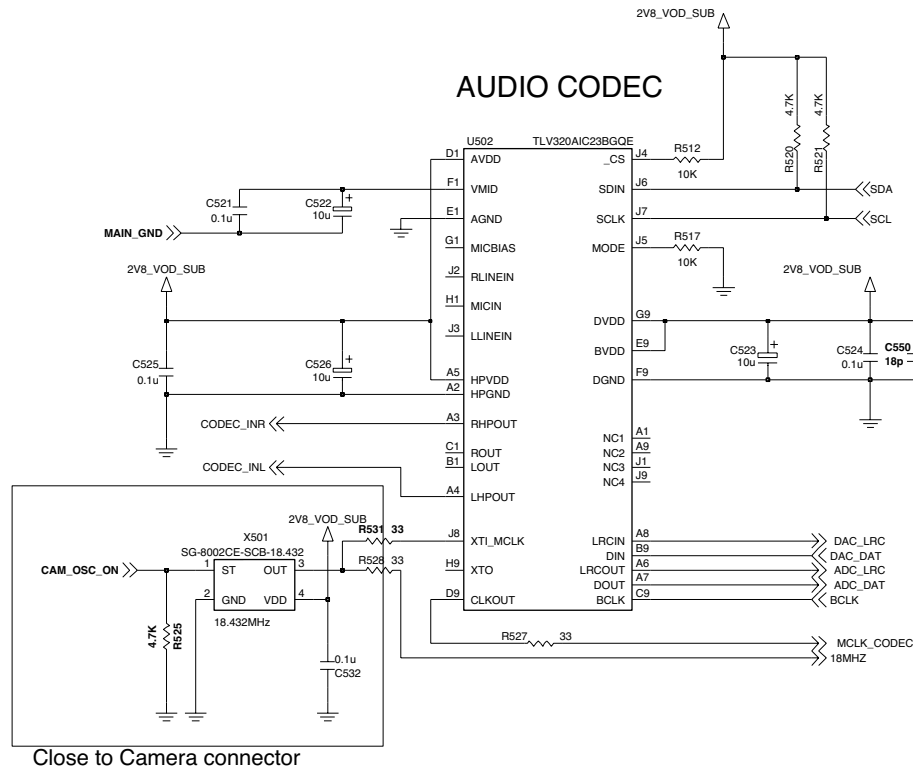 2V8_VOD_SUB
AUDIO CODEC
4.7K
4.7K
R520
R521
U502
TLV320AIC23BGQE
D1 AVDD
_CS J4
R512
10K
F1 VMID
SDIN J6
SDA
C521
0.1u
C522
10u
+
E1 AGND
SCLK J7
SCL
MAIN_GND
G1 MICBIAS
MODE J5
R517
10K
2V8_VOD_SUB
J2 RLINEIN
2V8_VOD_SUB
H1 MICIN
DVDD G9
J3 LLINEIN
BVDD E9
C525
0.1u
C526
10u
+
C523
10u
+
C524
0.1u
C550
18p
A5 HPVDD
DGND F9
A2 HPGND
CODEC_INR
A3 RHPOUT
NC1 A1
C1 ROUT
NC2 A9
CODEC_INL
B1 LOUT
NC3 J1
NC4 J9
A4 LHPOUT
2V8_VOD_SUB
X501
SG-8002CE-SCB-18.432
R531 33
J8 XTI_MCLK
LRCIN A8
DAC_LRC
DIN B9
DAC_DAT
CAM_OSC_ON
1 ST OUT 3
R528 33
H9 XTO
LRCOUT A6
ADC_LRC
DOUT A7
ADC_DAT
2 GND VDD 4
D9 CLKOUT
BCLK C9
BCLK
18.432MHz
4.7K
R525
R527 33
MCLK_CODEC
18MHZ
0.1u
C532
Close to Camera connector